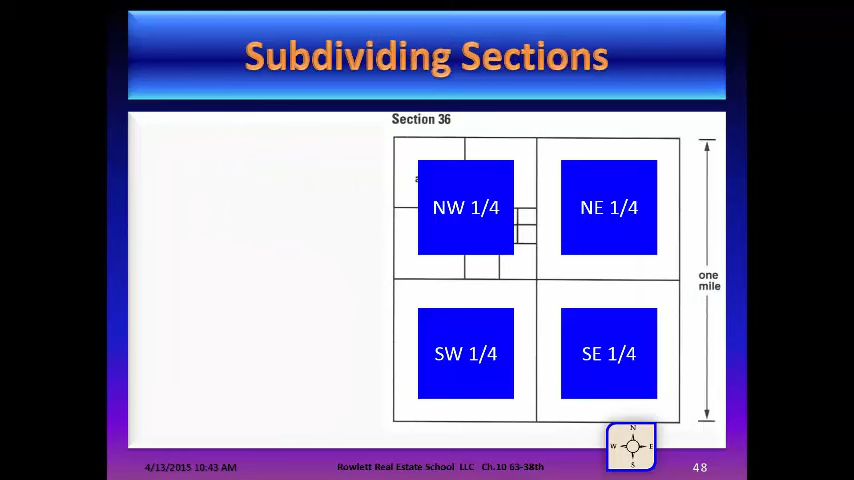 Subdividing Sections
Section 36
NW 1/4
NE 1/4
one
mile
SW 1/4
SE 1/4
N
W E
S
4/13/2015 10:43 AM
Rowlett Real Estate School LLC Ch.10 63-38th
48